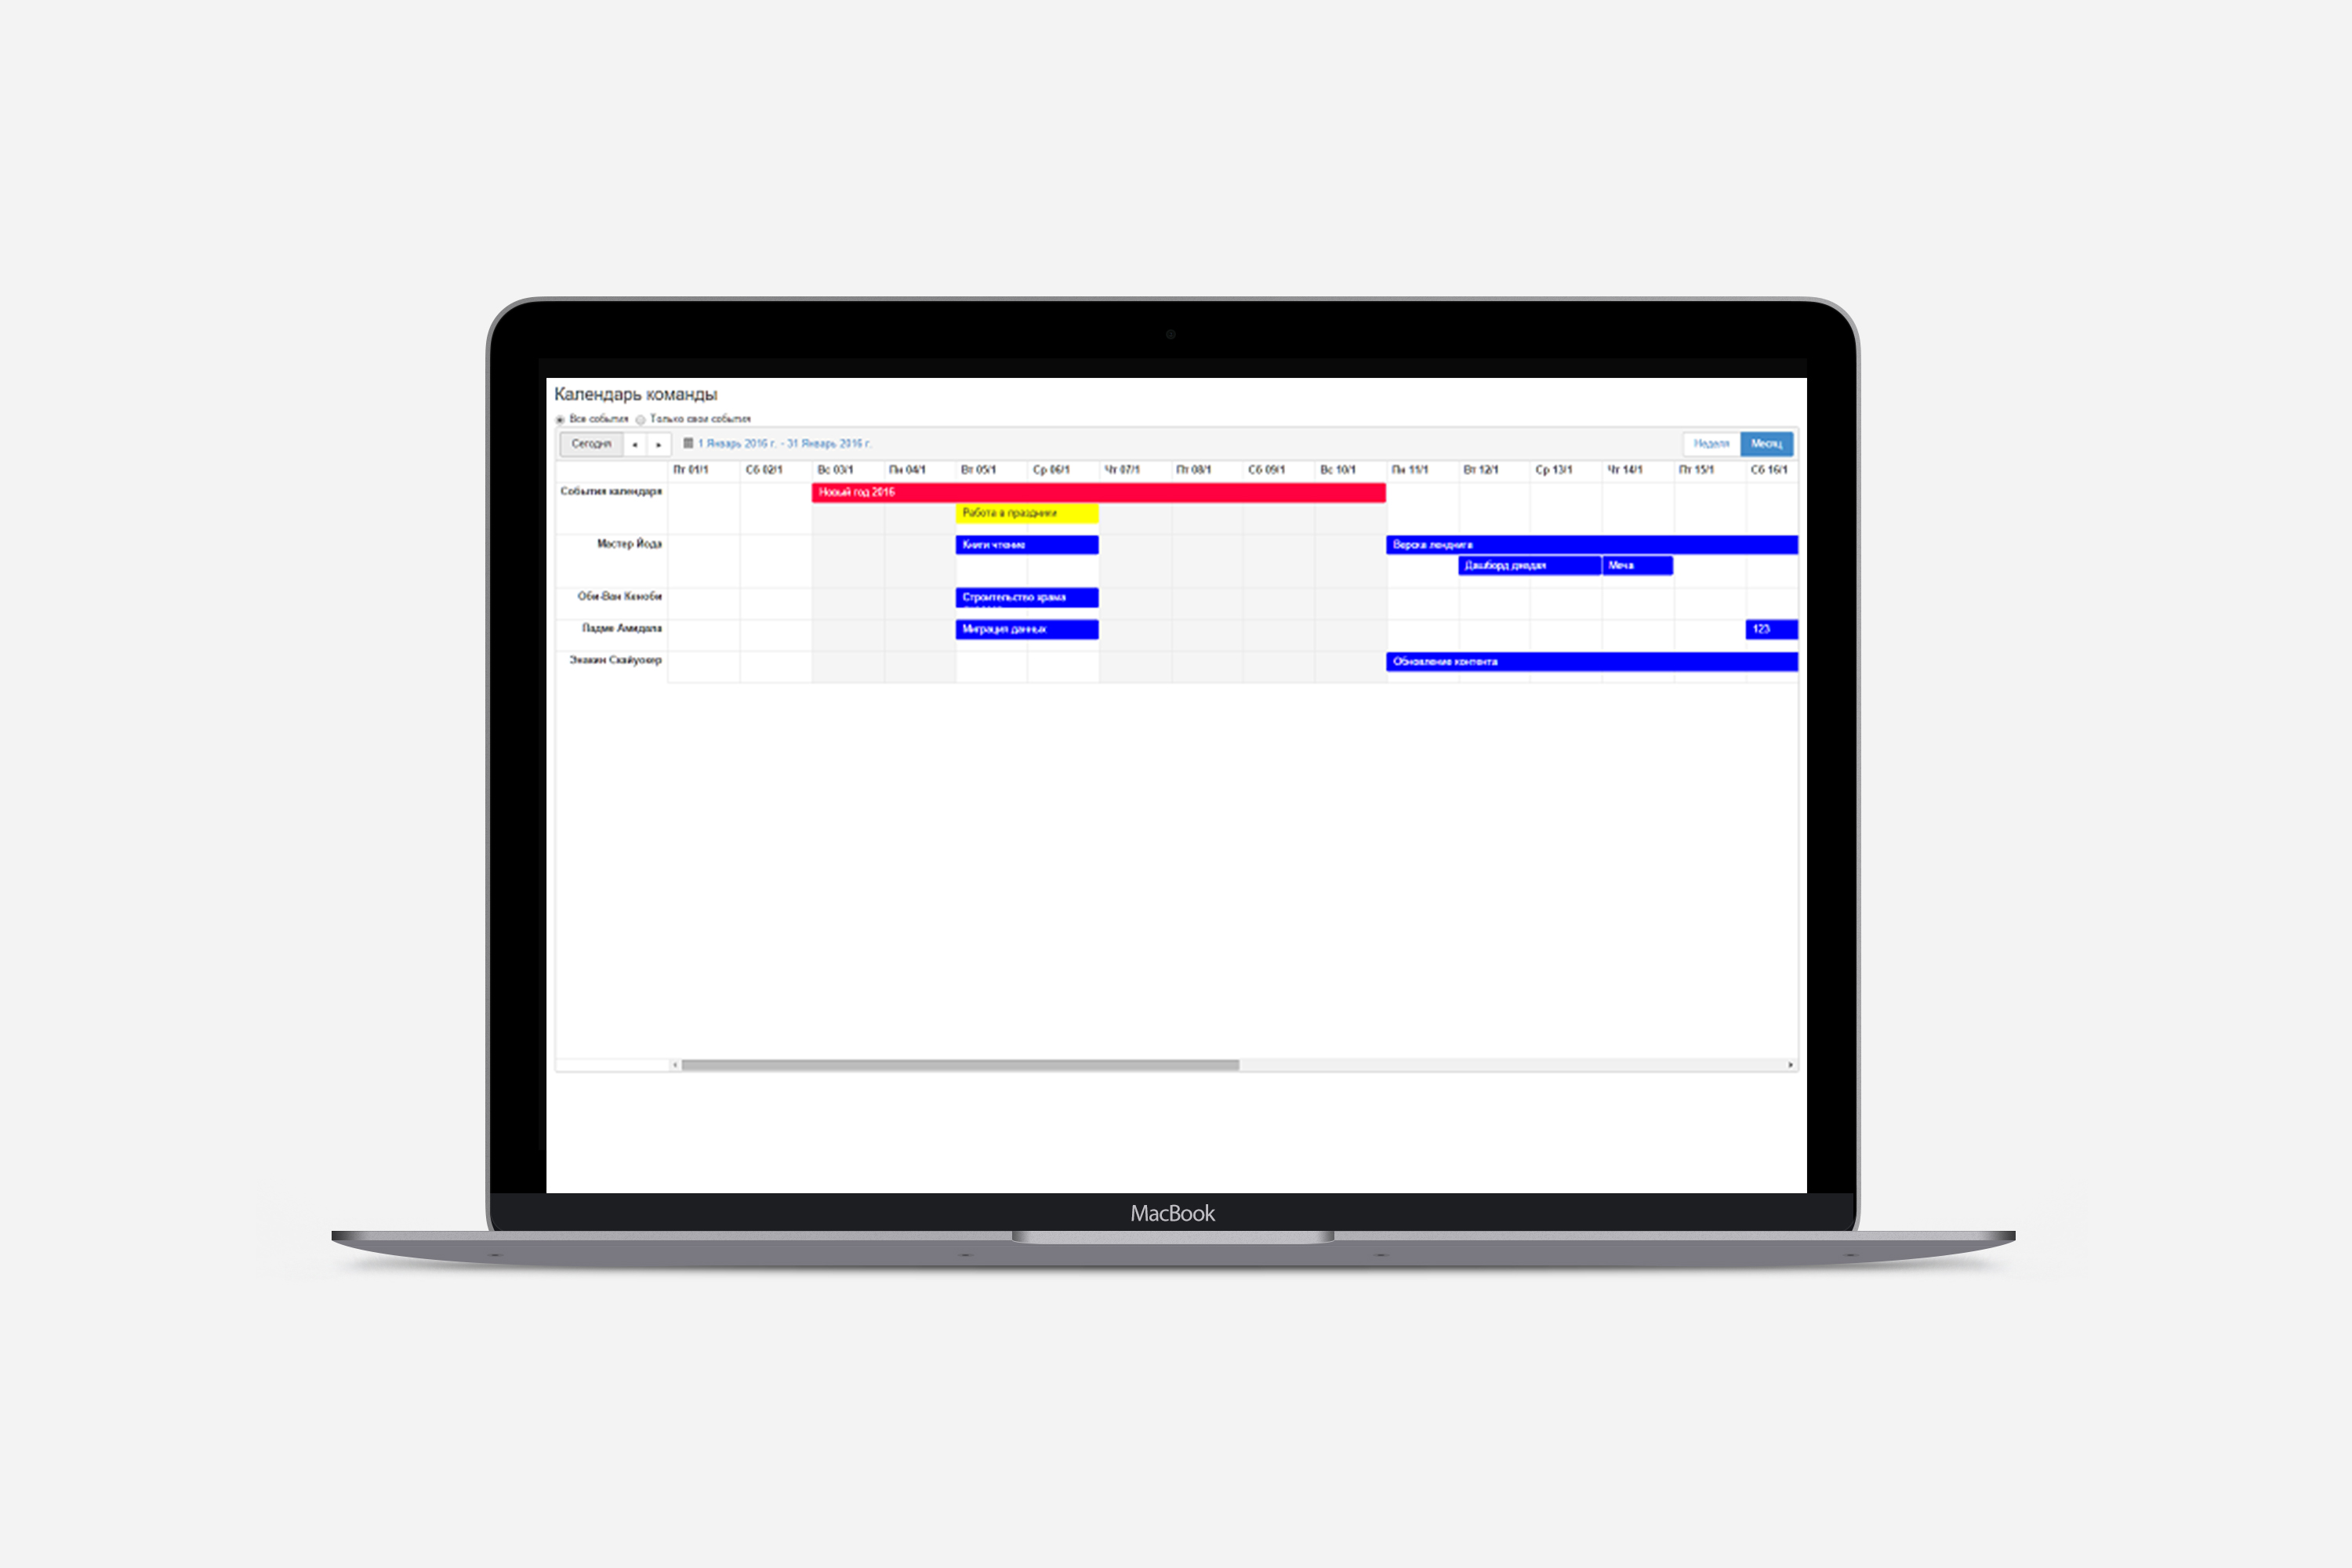 Календарь команды
Все события Только свои события
Сегодня 1 Январь 2016 г. - 31 Январь 2016 г. Неделя Месяц
Пт 01/1 Сб 02/1 Вс 03/1 Пн 04/1 Вт 05/1 Ср 06/1 Чт 07/1 Пт 08/1 Сб 09/1 Вс 10/1 Пн 11/1 Вт 12/1 Ср 13/1 Чт 14/1 Пт 15/1 Сб 16/1
События календаря Новый год 2016
Работа в праздники
Мастер Йода Книги чтение Верска лендинга
Дашборд джедая Меча
Оби-Ван Кеноби Строительство храма
Падме Амидала Миграция данных 123
Энакин Скайуокер Обновление контента
MacBook